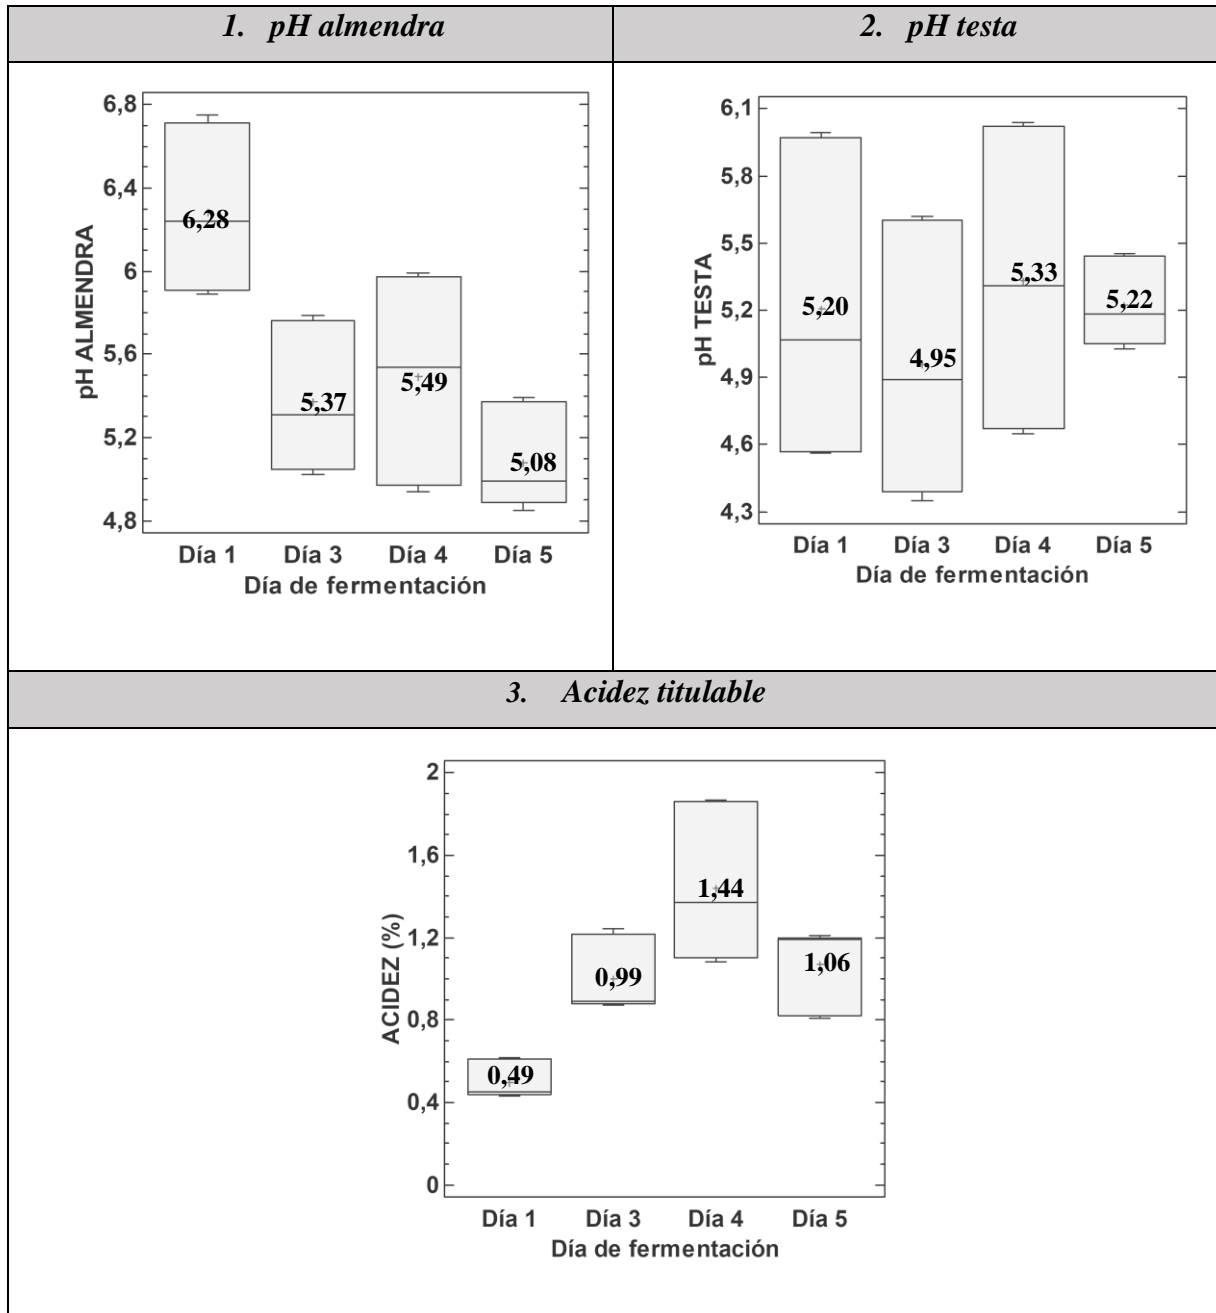 1. pH almendra
2. pH testa
6,8
6,4
6
5,6
5,2
4,8
pH ALMENDRA
6,28
5,37
5,49
5,08
Día 1 Día 3 Día 4 Día 5
Día de fermentación
6,1
5,8
5,5
5,2
4,9
4,6
4,3
pH TESTA
5,20
4,95
5,33
5,22
Día 1 Día 3 Día 4 Día 5
Día de fermentación
3. Acidez titulable
2
1,6
1,2
0,8
0,4
0
ACIDEZ (%)
0,49
0,99
1,44
1,06
Día 1 Día 3 Día 4 Día 5
Día de fermentación